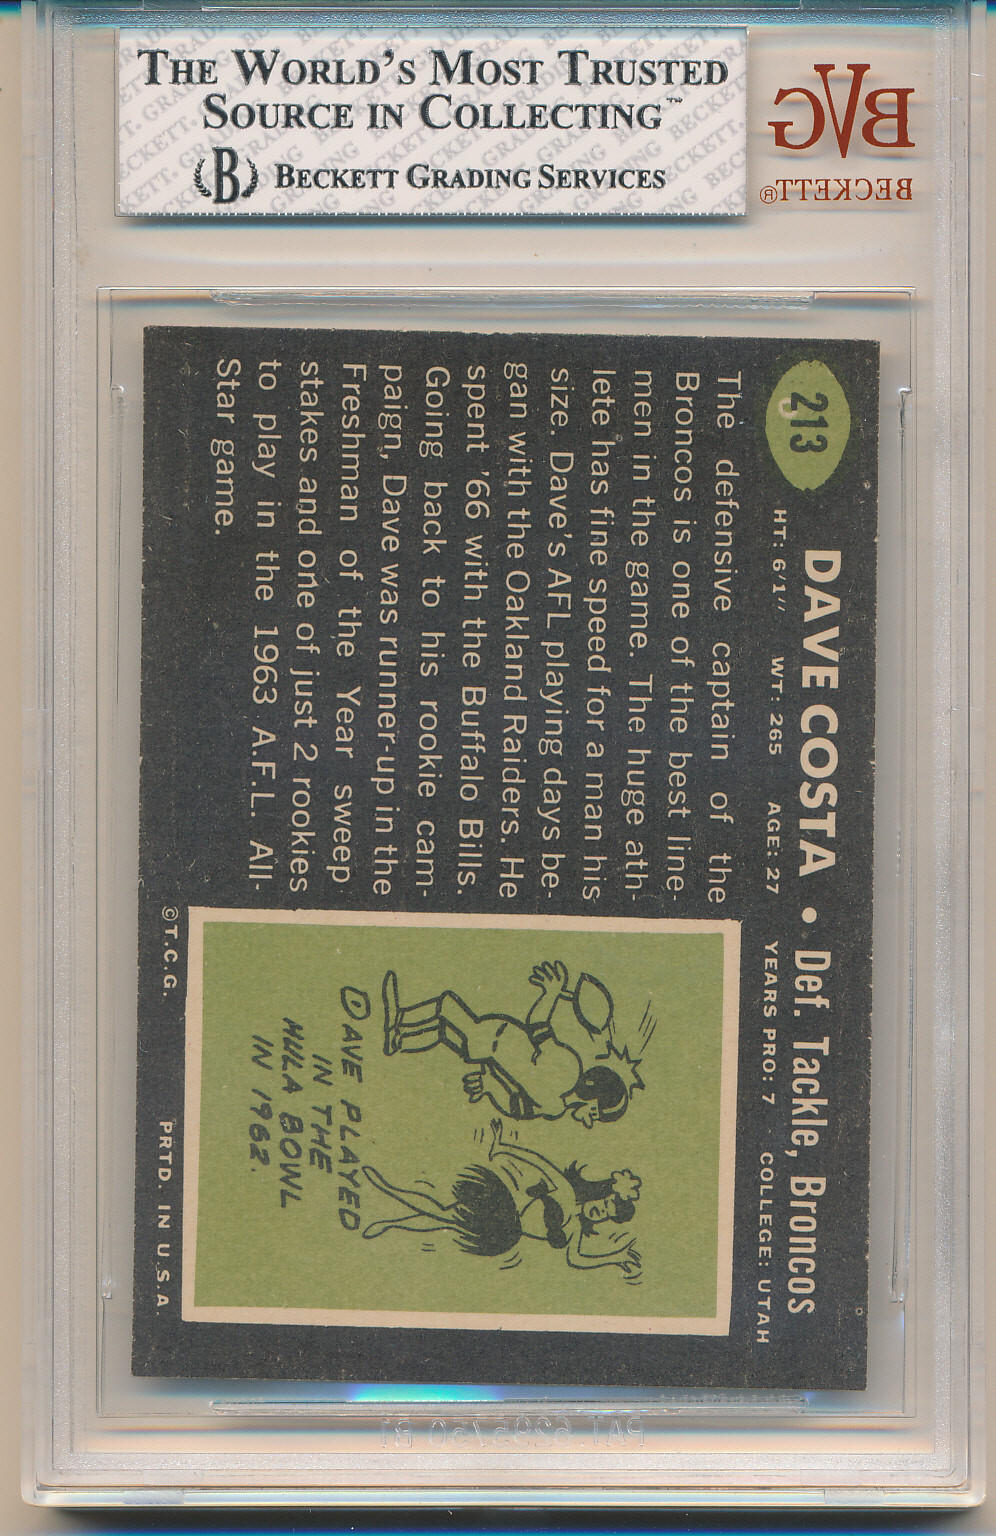 THE WORLD'S MOST TRUSTED
SOURCE IN COLLECTING™
B BECKETT GRADING SERVICES
BVG
BECKETT®
213
DAVE COSTA • Def. Tackle, Broncos
HT: 6'1" WT: 265 AGE: 27 YEARS PRO: 7 COLLEGE: UTAH
The defensive captain of the
Broncos is one of the best line-
men in the game. The huge ath-
lete has fine speed for a man his
size. Dave's AFL playing days be-
gan with the Oakland Raiders. He
spent '66 with the Buffalo Bills.
Going back to his rookie cam-
paign, Dave was runner-up in the
Freshman of the Year sweep
stakes and one of just 2 rookies
to play in the 1963 A.F.L. All-
Star game.
DAVE PLAYED
IN THE
HULA BOWL
IN 1962.
©T.C.G. PRTD. IN U.S.A.
PAT. 6295750 B1